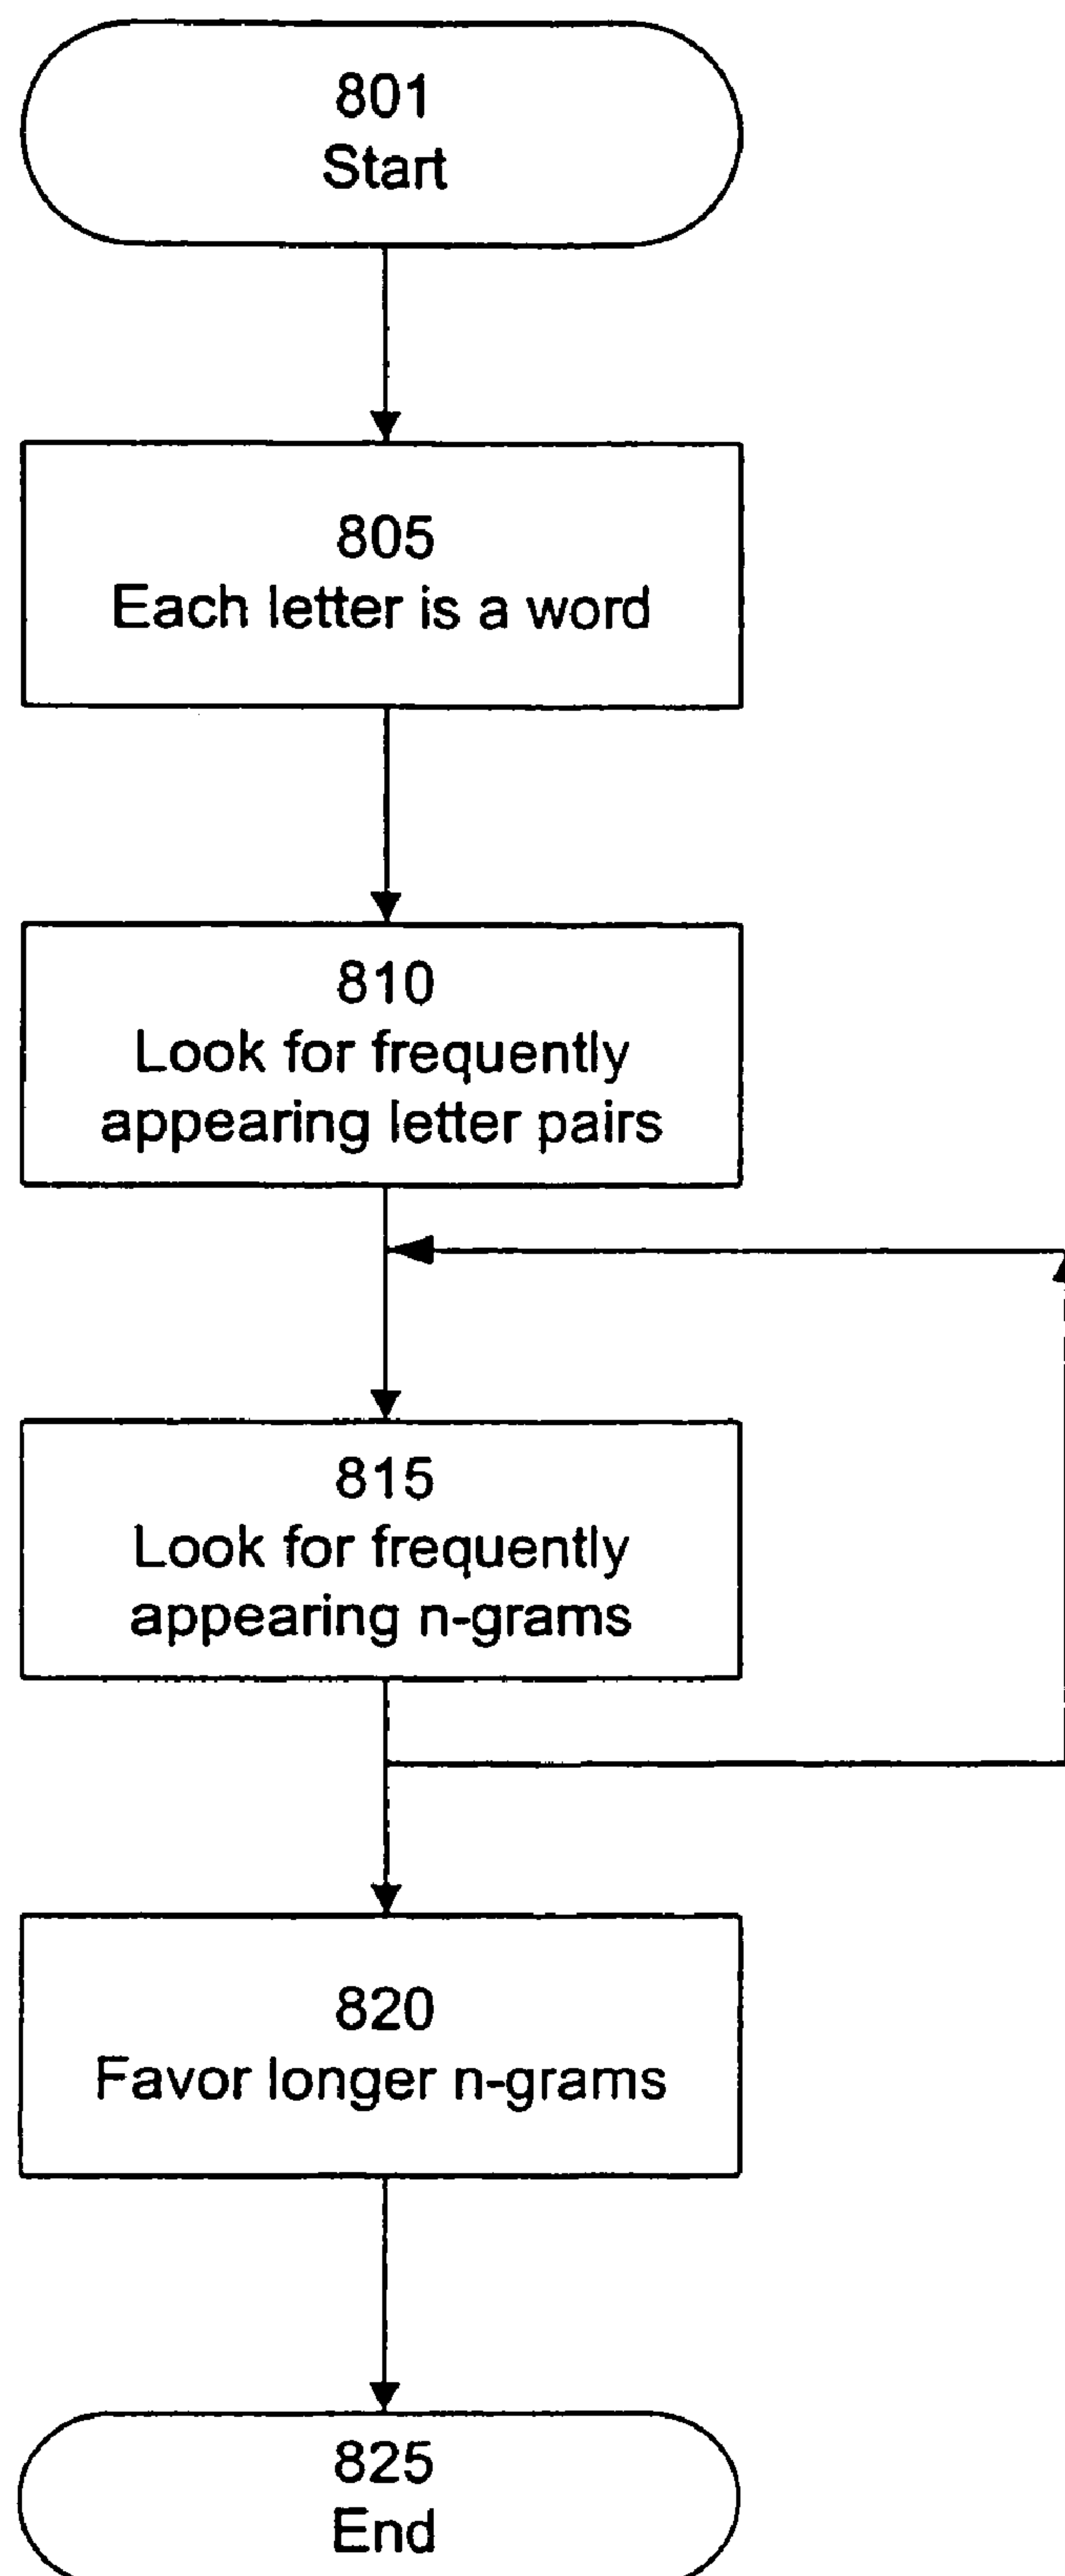 801
Start
805
Each letter is a word
810
Look for frequently
appearing letter pairs
815
Look for frequently
appearing n-grams
820
Favor longer n-grams
825
End